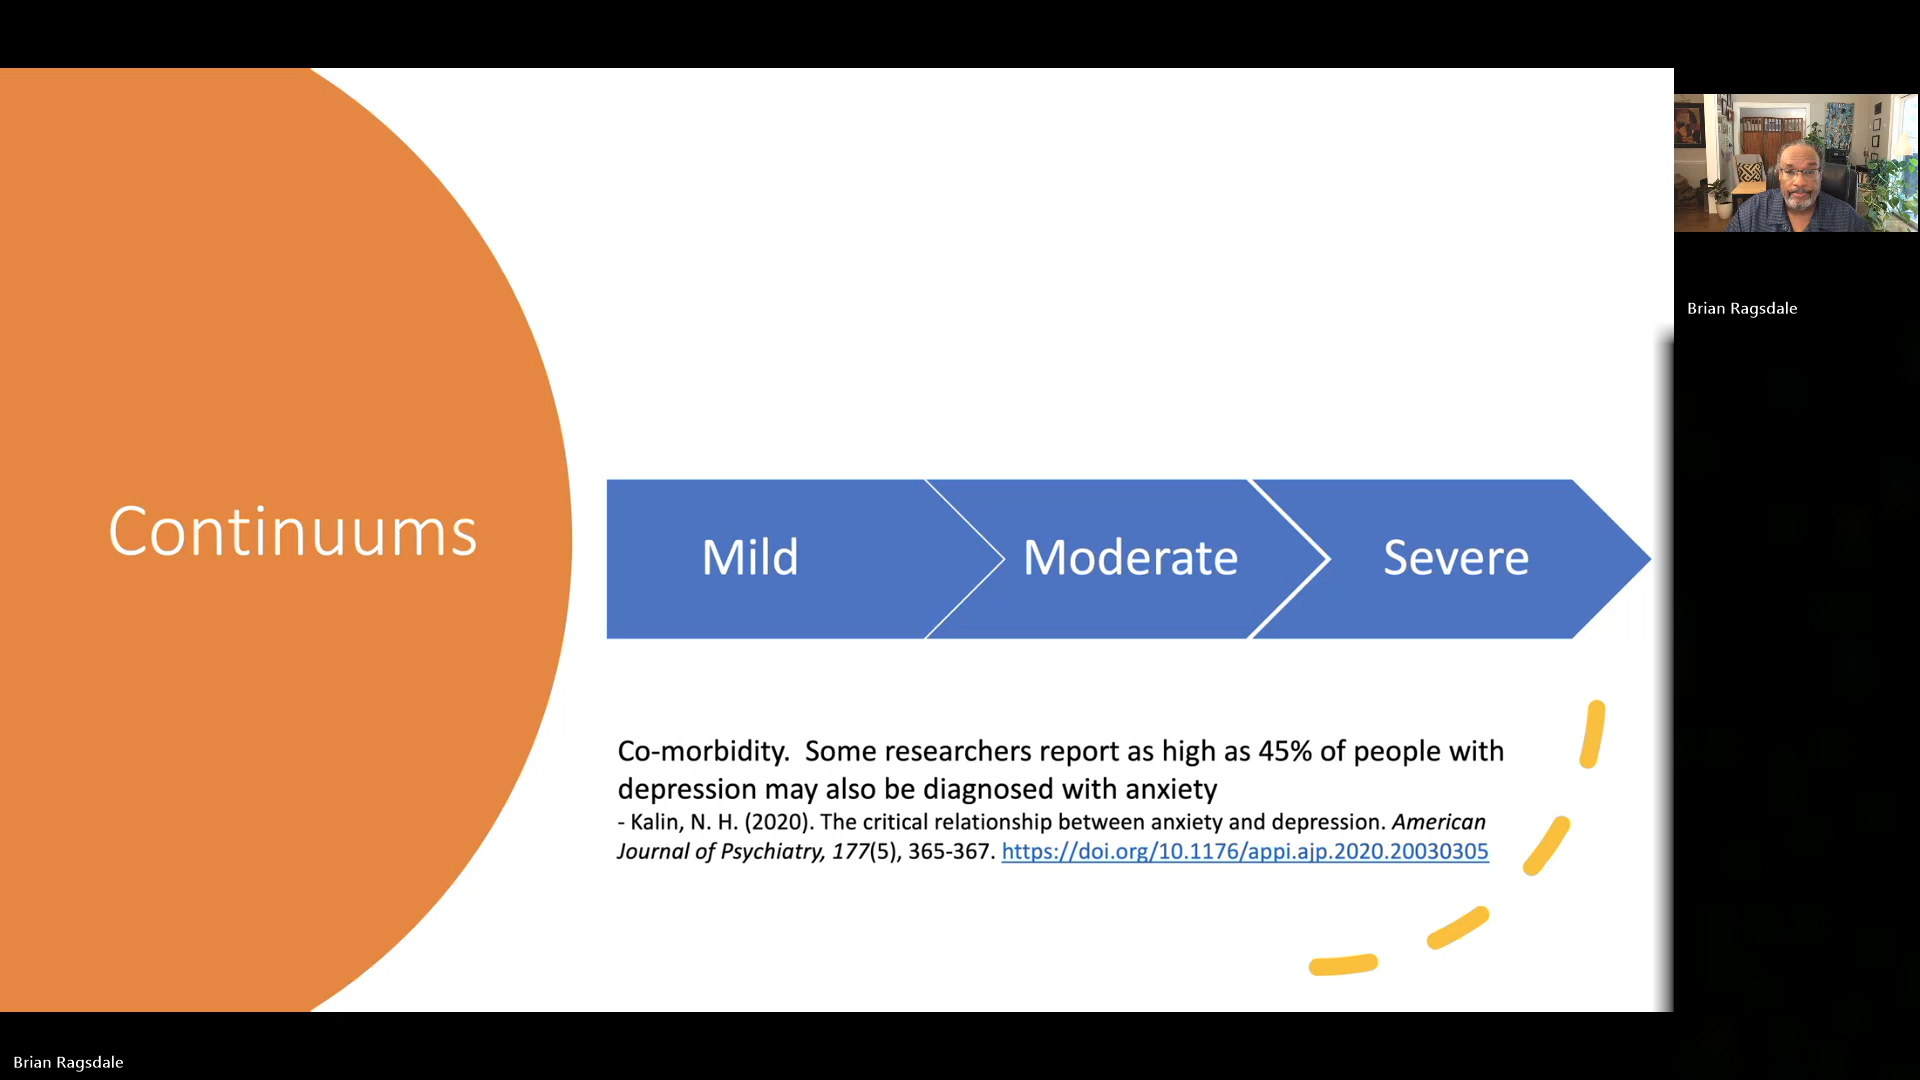 Continuums
Mild
Moderate
Severe
Co-morbidity.  Some researchers report as high as 45% of people with
depression may also be diagnosed with anxiety
- Kalin, N. H. (2020). The critical relationship between anxiety and depression. American
Journal of Psychiatry, 177(5), 365-367. https://doi.org/10.1176/appi.ajp.2020.20030305
Brian Ragsdale
Brian Ragsdale